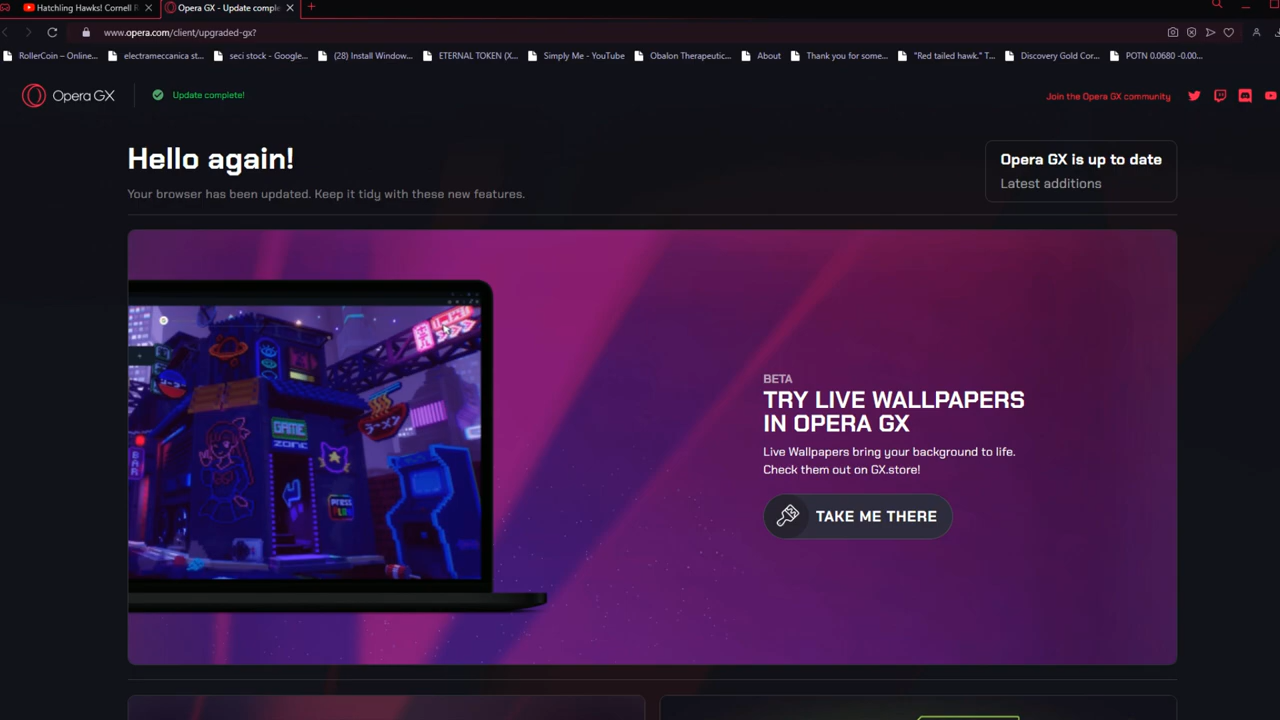 Hatchling Hawks! Cornell R
Opera GX - Update comple
www.opera.com/client/upgraded-gx?
RollerCoin – Online...
electrameccanica st...
seci stock - Google...
(28) Install Window...
ETERNAL TOKEN (X...
Simply Me - YouTube
Obalon Therapeutic...
About
Thank you for some...
"Red tailed hawk." T...
Discovery Gold Cor...
POTN 0.0680 -0.00...
Opera GX
Update complete!
Join the Opera GX community
Hello again!
Your browser has been updated. Keep it tidy with these new features.
Opera GX is up to date
Latest additions
GAME
ZONE
BAR
ラーメン
BETA
TRY LIVE WALLPAPERS
IN OPERA GX
Live Wallpapers bring your background to life.
Check them out on GX.store!
TAKE ME THERE